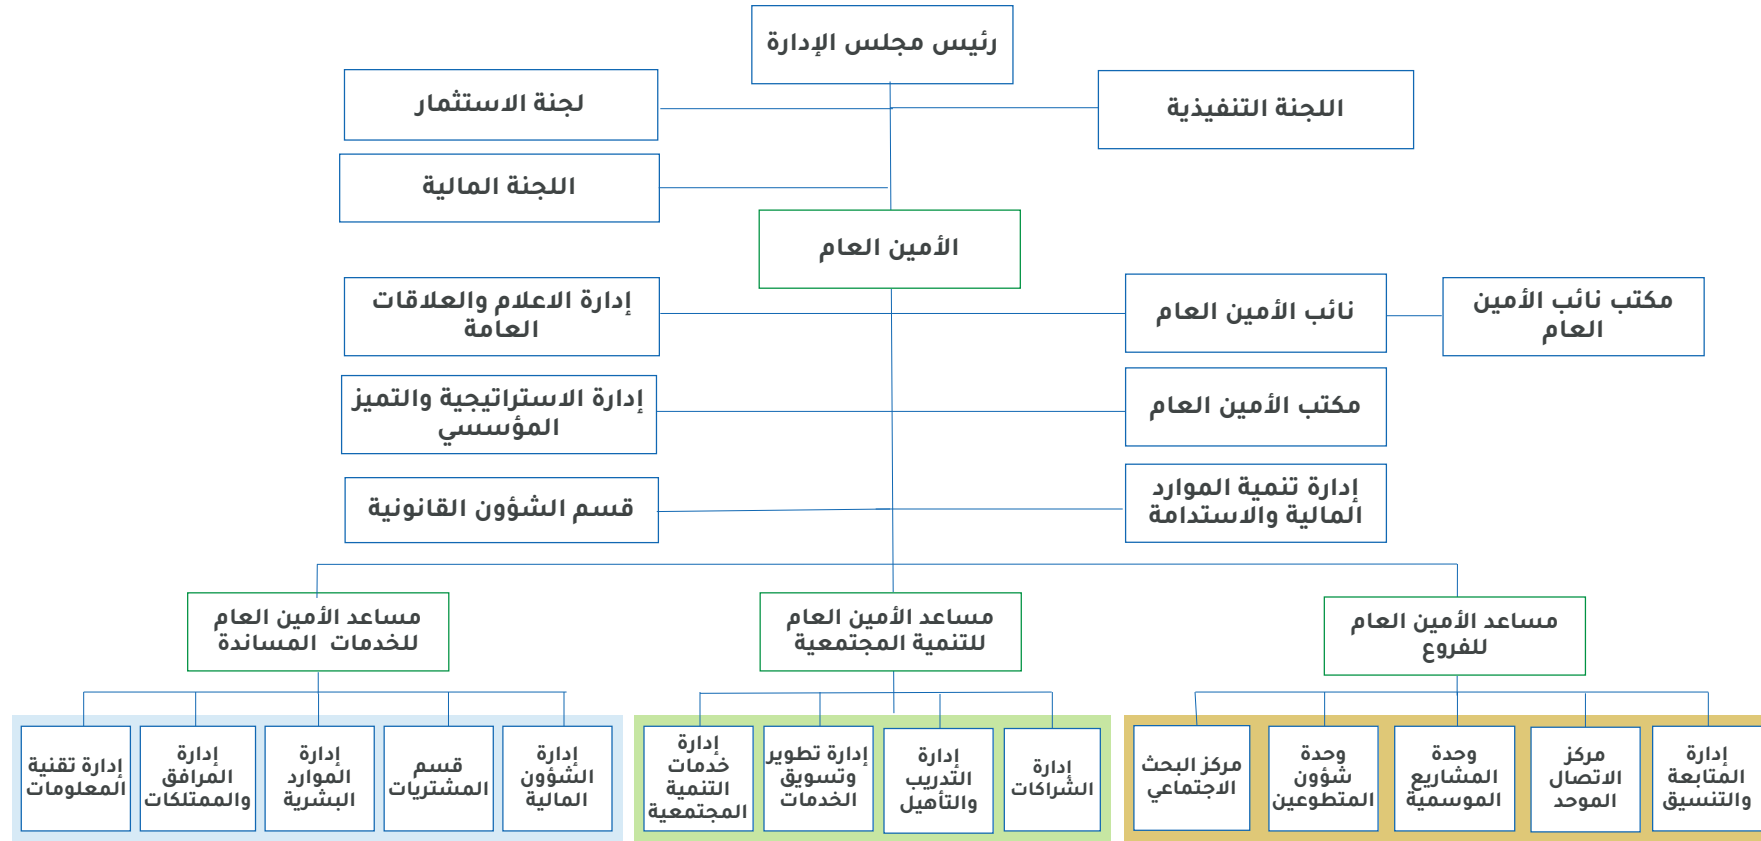 رئيس مجلس الإدارة
اللجنة التنفيذية
لجنة الاستثمار
اللجنة المالية
الأمين العام
مكتب نائب الأمين
العام
نائب الأمين العام
إدارة الاعلام والعلاقات
العامة
مكتب الأمين العام
إدارة الاستراتيجية والتميز
المؤسسي
إدارة تنمية الموارد
المالية والاستدامة
قسم الشؤون القانونية
مساعد الأمين العام
للفروع
مساعد الأمين العام
للتنمية المجتمعية
مساعد الأمين العام
للخدمات المساندة
إدارة
المتابعة
والتنسيق
مركز
الاتصال
الموحد
وحدة
المشاريع
الموسمية
وحدة
شؤون
المتطوعين
مركز البحث
الاجتماعي
إدارة
الشراكات
إدارة
التدريب
والتأهيل
إدارة تطوير
وتسويق
الخدمات
إدارة
خدمات
التنمية
المجتمعية
إدارة
الشؤون
المالية
قسم
المشتريات
إدارة
الموارد
البشرية
إدارة
المرافق
والممتلكات
إدارة تقنية
المعلومات